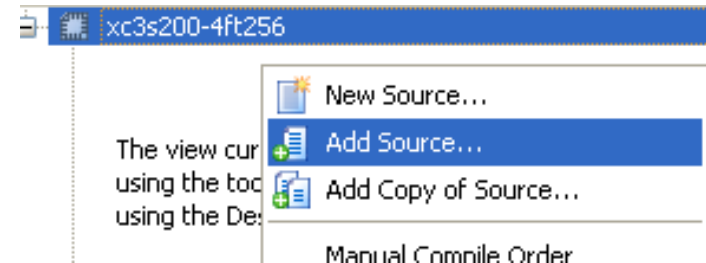 xc3s200-4ft256
New Source...
Add Source...
Add Copy of Source...
Manual Compile Order
The view cur
using the too
using the De